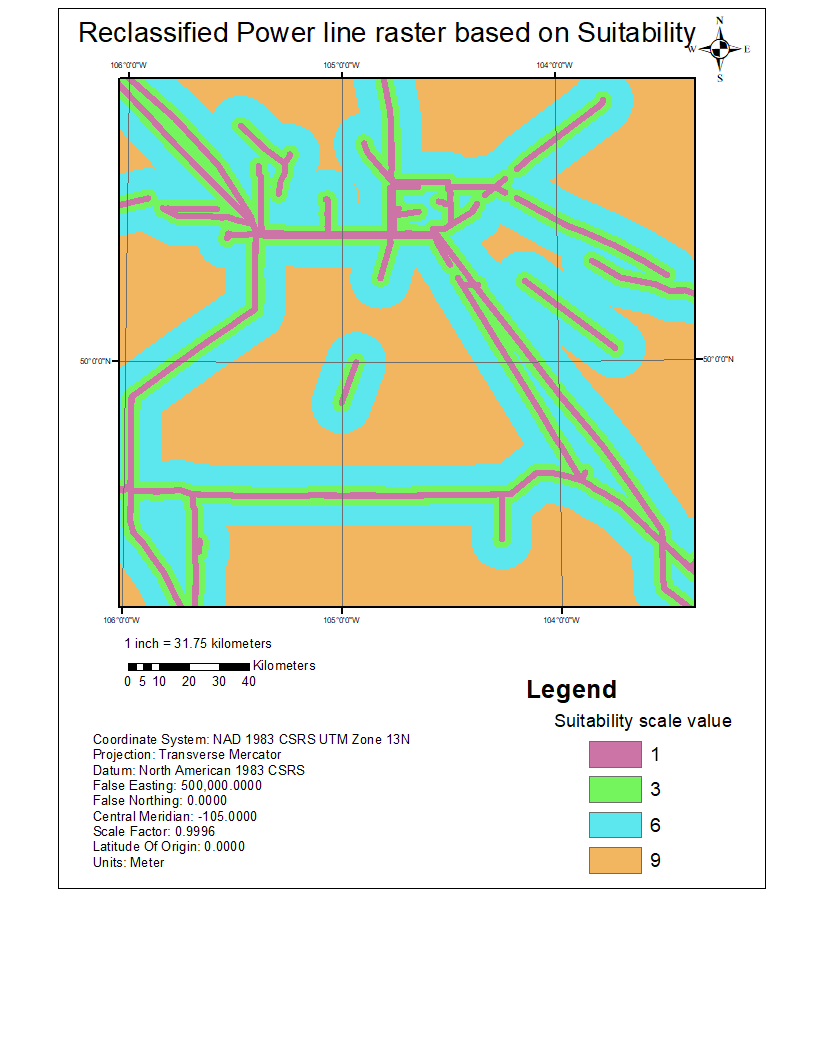 Reclassified Power line raster based on Suitability
N
W E
S
106°0'0"W 105°0'0"W 104°0'0"W
50°0'0"N 50°0'0"N
106°0'0"W 105°0'0"W 104°0'0"W
1 inch = 31.75 kilometers
Kilometers
0 5 10 20 30 40
Legend
Suitability scale value
1
3
6
9
Coordinate System: NAD 1983 CSRS UTM Zone 13N
Projection: Transverse Mercator
Datum: North American 1983 CSRS
False Easting: 500,000.0000
False Northing: 0.0000
Central Meridian: -105.0000
Scale Factor: 0.9996
Latitude Of Origin: 0.0000
Units: Meter